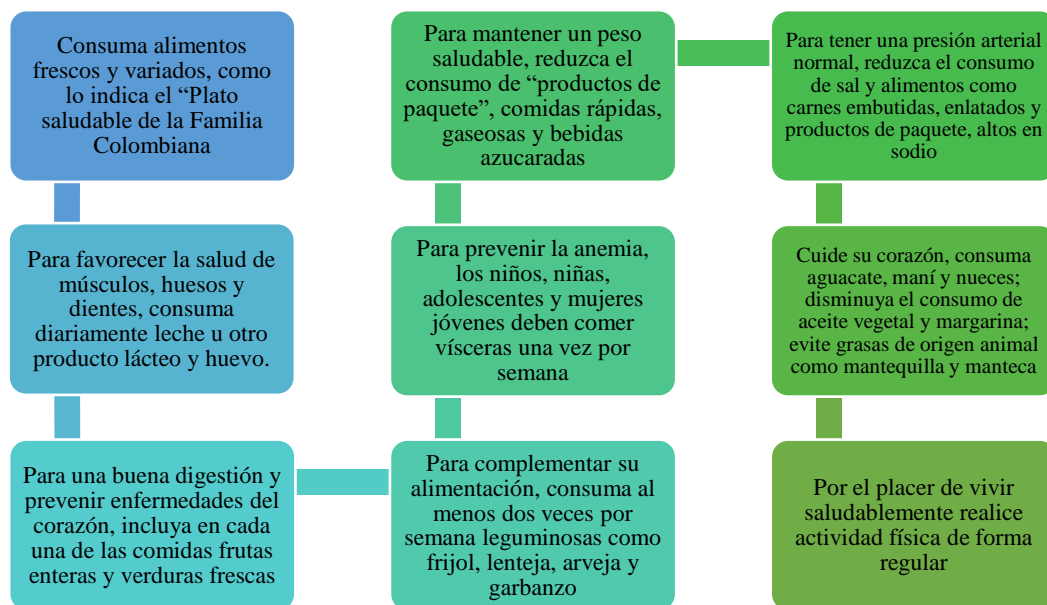 Consuma alimentos
frescos y variados, como
lo indica el “Plato
saludable de la Familia
Colombiana
Para favorecer la salud de
músculos, huesos y
dientes, consuma
diariamente leche u otro
producto lácteo y huevo.
Para una buena digestión y
prevenir enfermedades del
corazón, incluya en cada
una de las comidas frutas
enteras y verduras frescas
Para complementar su
alimentación, consuma al
menos dos veces por
semana leguminosas como
frijol, lenteja, arveja y
garbanzo
Para prevenir la anemia,
los niños, niñas,
adolescentes y mujeres
jóvenes deben comer
vísceras una vez por
semana
Para mantener un peso
saludable, reduzca el
consumo de “productos de
paquete”, comidas rápidas,
gaseosas y bebidas
azucaradas
Para tener una presión arterial
normal, reduzca el consumo
de sal y alimentos como
carnes embutidas, enlatados y
productos de paquete, altos en
sodio
Cuide su corazón, consuma
aguacate, maní y nueces;
disminuya el consumo de
aceite vegetal y margarina;
evite grasas de origen animal
como mantequilla y manteca
Por el placer de vivir
saludablemente realice
actividad física de forma
regular